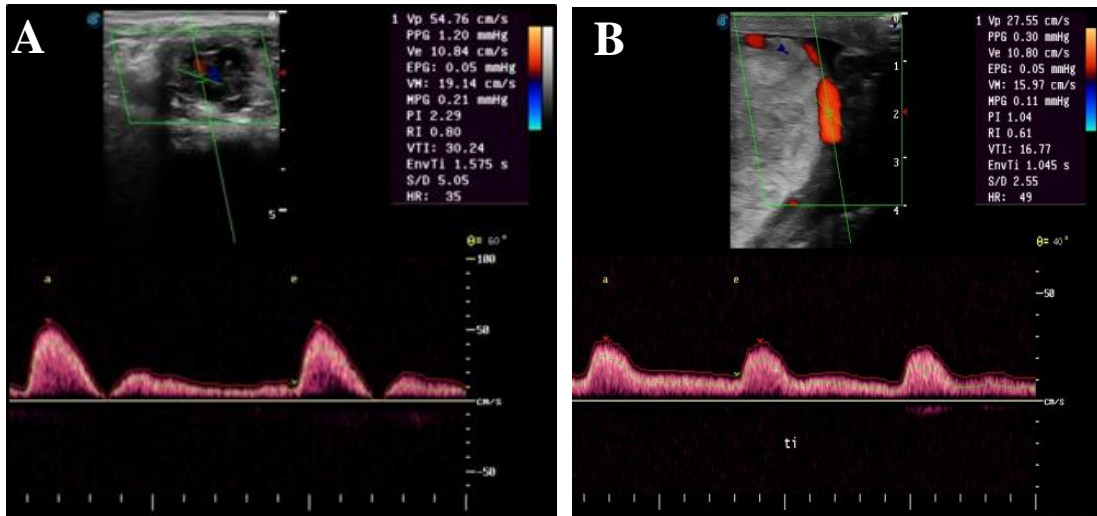 A
1 Vp 54.76 cm/s
PPG 1.20 mmHg
Ve 10.84 cm/s
EPG: 0.05 mmHg
VM: 19.14 cm/s
MPG 0.21 mmHg
PI 2.29
RI 0.80
VTI: 30.24
EnvTi 1.575 s
S/D 5.05
HR: 35
0
5
θ= 60°
100
a
e
50
cm/s
-50
B
1 Vp 27.55 cm/s
PPG 0.30 mmHg
Ve 10.80 cm/s
EPG: 0.05 mmHg
VM: 15.97 cm/s
MPG 0.11 mmHg
PI 1.04
RI 0.61
VTI: 16.77
EnvTi 1.045 s
S/D 2.55
HR: 49
0
1
2
3
4
θ= 40°
a
e
50
cm/s
ti